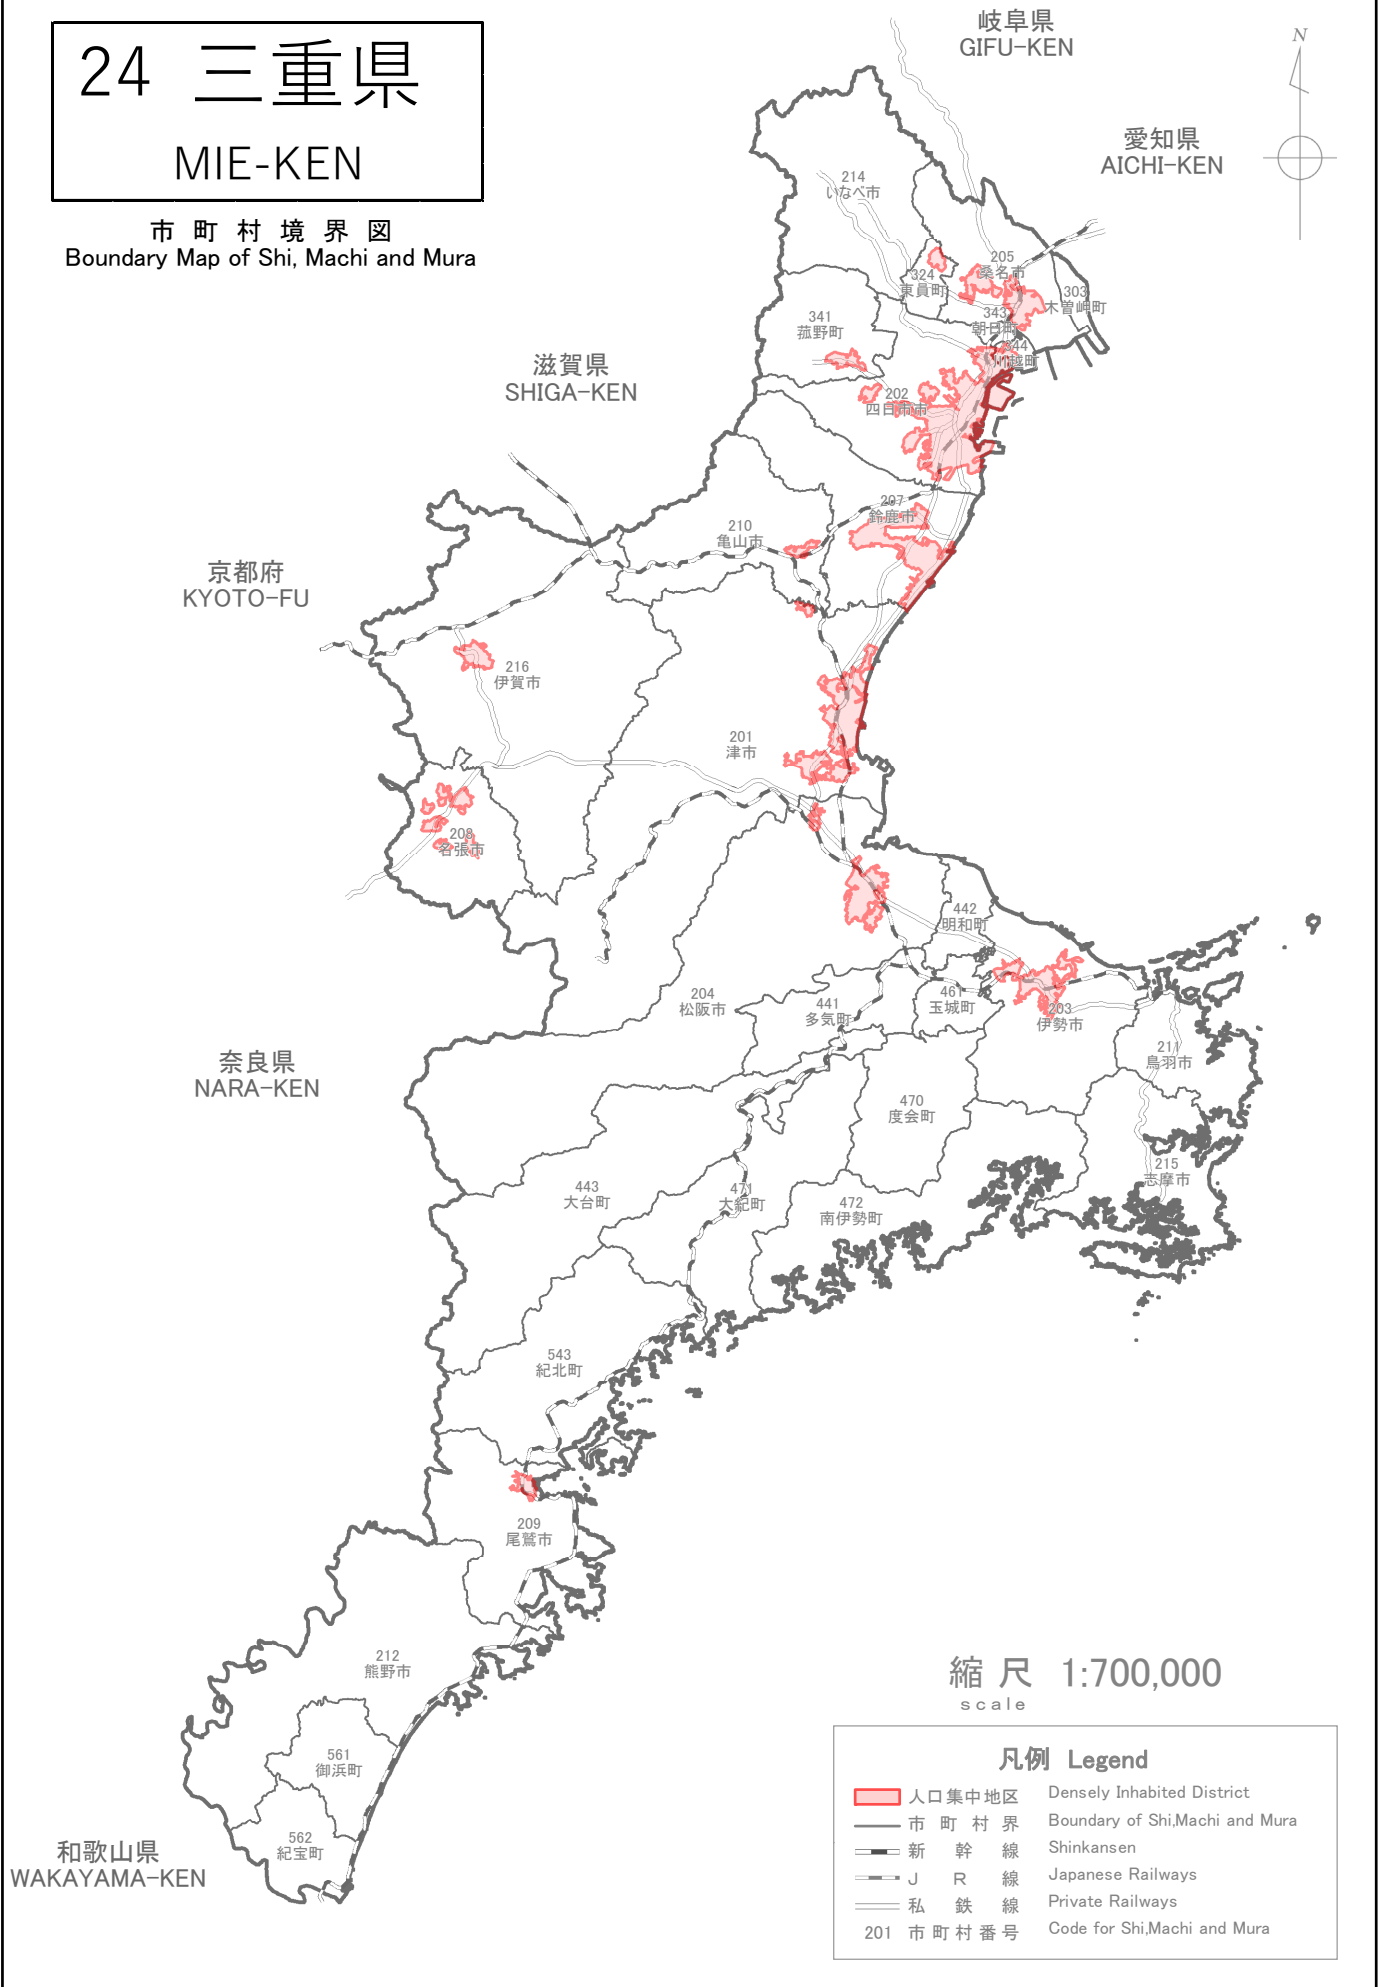 24 三重県
MIE-KEN
市町村境界図
Boundary Map of Shi, Machi and Mura
岐阜県
GIFU-KEN
N
愛知県
AICHI-KEN
214
いなべ市
205
桑名市
324
東員町
303
木曽岬町
341
菰野町
343
朝日町
344
川越町
滋賀県
SHIGA-KEN
202
四日市市
207
鈴鹿市
210
亀山市
京都府
KYOTO-FU
216
伊賀市
201
津市
208
名張市
442
明和町
204
松阪市
441
多気町
461
玉城町
203
伊勢市
211
鳥羽市
奈良県
NARA-KEN
470
度会町
215
志摩市
443
大台町
471
大紀町
472
南伊勢町
543
紀北町
209
尾鷲市
212
熊野市
561
御浜町
562
紀宝町
和歌山県
WAKAYAMA-KEN
縮尺 1:700,000
scale
凡例 Legend
人口集中地区 Densely Inhabited District
市町村界 Boundary of Shi,Machi and Mura
新幹線 Shinkansen
JR線 Japanese Railways
私鉄線 Private Railways
201 市町村番号 Code for Shi,Machi and Mura